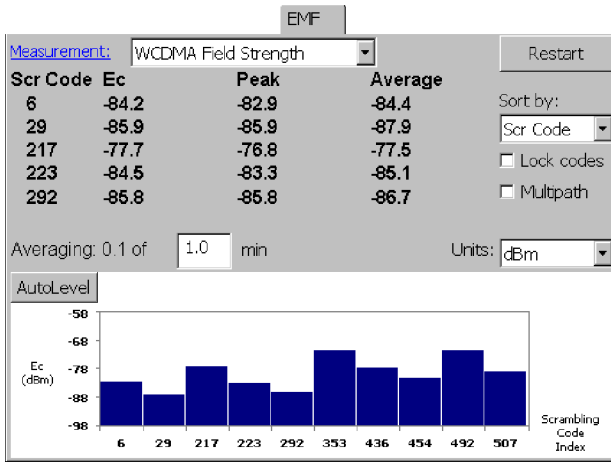 EMF
Measurement: WCDMA Field Strength Restart
Scr Code Ec Peak Average
6 -84.2 -82.9 -84.4
Sort by:
29 -85.9 -85.9 -87.9
Scr Code
217 -77.7 -76.8 -77.5
Lock codes
223 -84.5 -83.3 -85.1
292 -85.8 -85.8 -86.7
Multipath
Averaging: 0.1 of 1.0 min Units: dBm
AutoLevel
-58
-68
Ec
(dBm)
-78
-88
-98
6 29 217 223 292 353 436 454 492 507
Scrambling
Code
Index